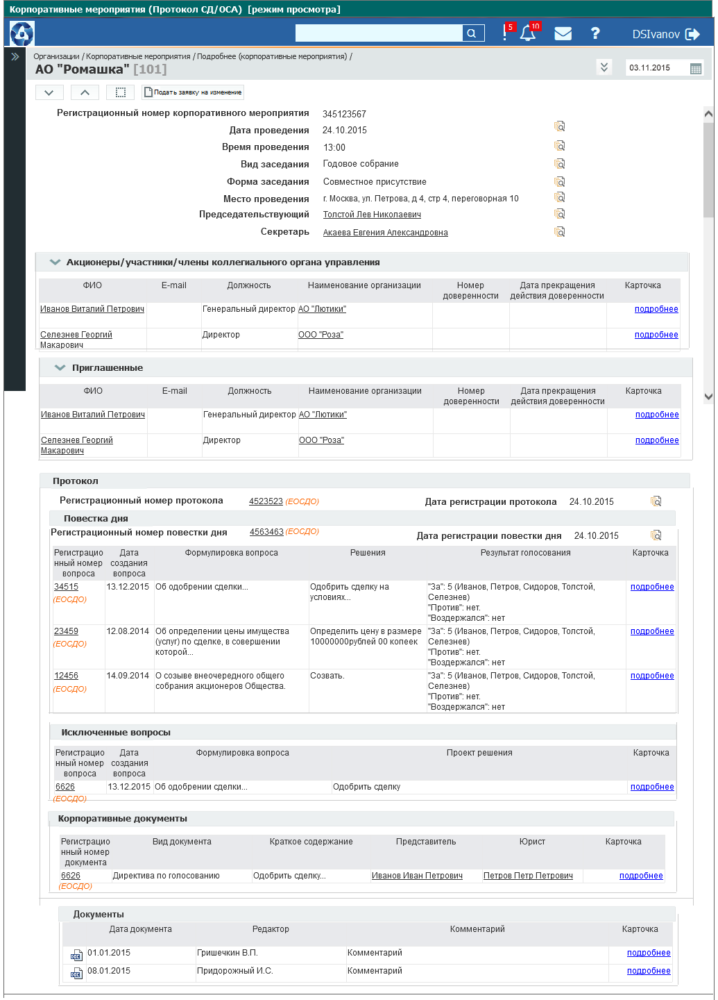 Корпоративные мероприятия (Протокол СД/ОСА) [режим просмотра]
5 10
? DSIvanov
Организации / Корпоративные мероприятия / Подробнее (корпоративные мероприятия) /
АО "Ромашка" [101]
03.11.2015
Подать заявку на изменение
Регистрационный номер корпоративного мероприятия 345123567
Дата проведения 24.10.2015
Время проведения 13:00
Вид заседания Годовое собрание
Форма заседания Совместное присутствие
Место проведения г. Москва, ул. Петрова, д 4, стр 4, переговорная 10
Председательствующий Толстой Лев Николаевич
Секретарь Акаева Евгения Александровна
Акционеры/участники/члены коллегиального органа управления
ФИО E-mail Должность Наименование организации Номер Дата прекращения Карточка
доверенности действия доверенности
Иванов Виталий Петрович Генеральный директор АО "Лютики" подробнее
Селезнев Георгий Директор ООО "Роза" подробнее
Макарович
Приглашенные
ФИО E-mail Должность Наименование организации Номер Дата прекращения Карточка
доверенности действия доверенности
Иванов Виталий Петрович Генеральный директор АО "Лютики" подробнее
Селезнев Георгий Директор ООО "Роза" подробнее
Макарович
Протокол
Регистрационный номер протокола 4523523 (ЕОСДО) Дата регистрации протокола 24.10.2015
Повестка дня
Регистрационный номер повестки дня 4563463 (ЕОСДО) Дата регистрации повестки дня 24.10.2015
Регистрацио Дата Формулировка вопроса Решения Результат голосования Карточка
нный номер создания
вопроса вопроса
34515 13.12.2015 Об одобрении сделки... Одобрить сделку на "За": 5 (Иванов, Петров, Сидоров, Толстой, подробнее
(ЕОСДО) условиях... Селезнев)
"Против": нет.
"Воздержался": нет
23459 12.08.2014 Об определении цены имущества Определить цену в размере "За": 5 (Иванов, Петров, Сидоров, Толстой, подробнее
(ЕОСДО) (услуг) по сделке, в совершении 10000000рублей 00 копеек Селезнев)
которой... "Против": нет.
"Воздержался": нет
12456 14.09.2014 О созыве внеочередного общего Созвать. "За": 5 (Иванов, Петров, Сидоров, Толстой, подробнее
(ЕОСДО) собрания акционеров Общества. Селезнев)
"Против": нет.
"Воздержался": нет
Исключенные вопросы
Регистрацио Дата Формулировка вопроса Проект решения Карточка
нный номер создания
вопроса вопроса
6626 13.12.2015 Об одобрении сделки... Одобрить сделку подробнее
(ЕОСДО)
Корпоративные документы
Регистрацио Вид документа Краткое содержание Представитель Юрист Карточка
нный номер
документа
6626 Директива по голосованию Одобрить сделку... Иванов Иван Петрович Петров Петр Петрович подробнее
(ЕОСДО)
Документы
Дата документа Редактор Комментарий Карточка
DOC 01.01.2015 Гришечкин В.П. Комментарий подробнее
DOC 08.01.2015 Придорожный И.С. Комментарий подробнее